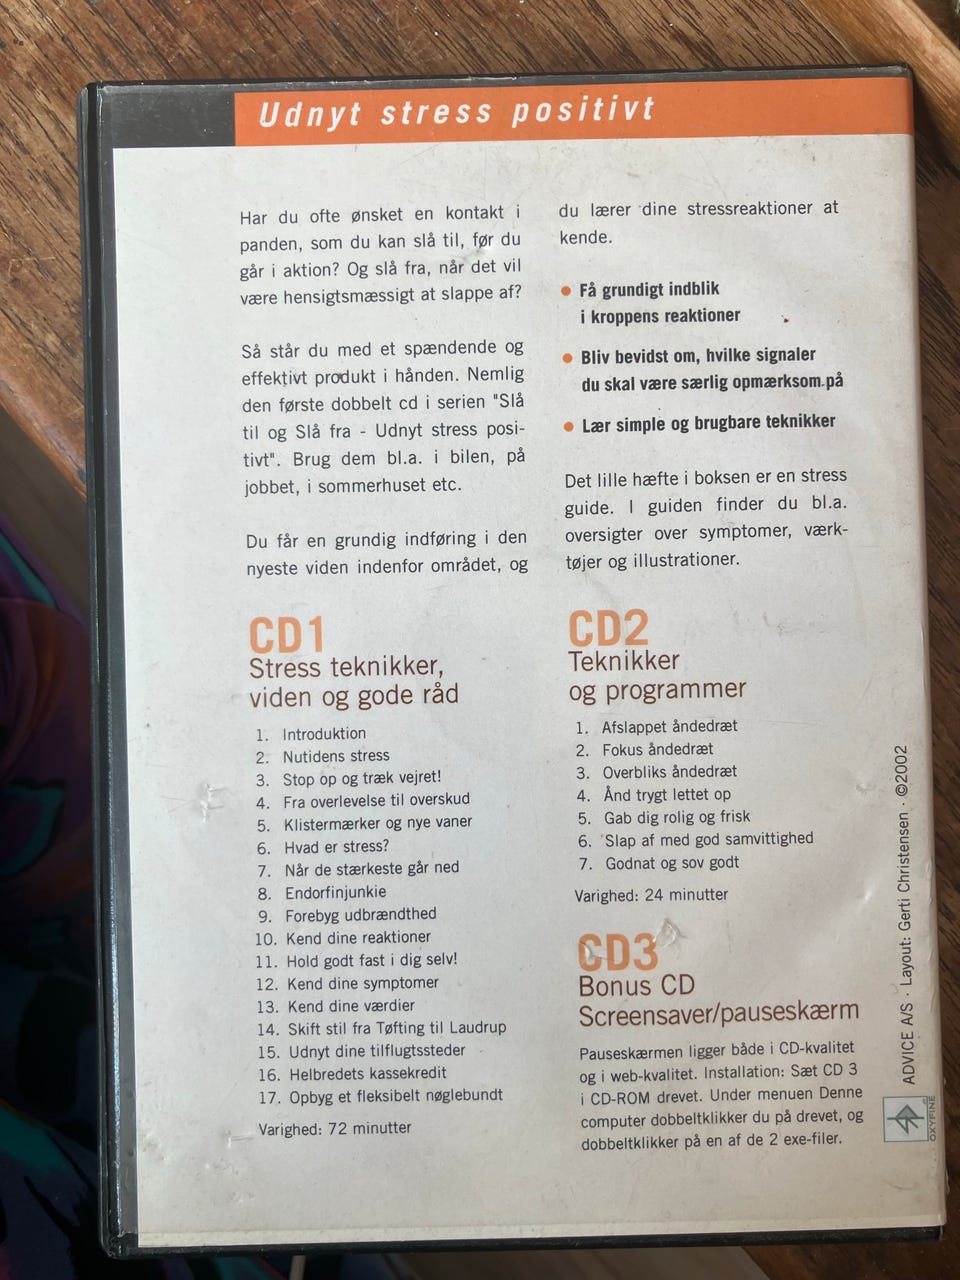 Udnyt stress positivt
Har du ofte ønsket en kontakt i
panden, som du kan slå til, før du
går i aktion? Og slå fra, når det vil
være hensigtsmæssigt at slappe af?
Så står du med et spændende og
effektivt produkt i hånden. Nemlig
den første dobbelt cd i serien "Slå
til og Slå fra - Udnyt stress posi-
tivt". Brug dem bl.a. i bilen, på
jobbet, i sommerhuset etc.
Du får en grundig indføring i den
nyeste viden indenfor området, og
du lærer dine stressreaktioner at
kende.
• Få grundigt indblik
i kroppens reaktioner
• Bliv bevidst om, hvilke signaler
du skal være særlig opmærksom på
• Lær simple og brugbare teknikker
Det lille hæfte i boksen er en stress
guide. I guiden finder du bl.a.
oversigter over symptomer, værk-
tøjer og illustrationer.
CD1
Stress teknikker,
viden og gode råd
1. Introduktion
2. Nutidens stress
3. Stop op og træk vejret!
4. Fra overlevelse til overskud
5. Klistermærker og nye vaner
6. Hvad er stress?
7. Når de stærkeste går ned
8. Endorfinjunkie
9. Forebyg udbrændthed
10. Kend dine reaktioner
11. Hold godt fast i dig selv!
12. Kend dine symptomer
13. Kend dine værdier
14. Skift stil fra Tøfting til Laudrup
15. Udnyt dine tilflugtssteder
16. Helbredets kassekredit
17. Opbyg et fleksibelt nøglebundt
Varighed: 72 minutter
CD2
Teknikker
og programmer
1. Afslappet åndedræt
2. Fokus åndedræt
3. Overbliks åndedræt
4. Ånd trygt lettet op
5. Gab dig rolig og frisk
6. Slap af med god samvittighed
7. Godnat og sov godt
Varighed: 24 minutter
CD3
Bonus CD
Screensaver/pauseskærm
Pauseskærmen ligger både i CD-kvalitet
og i web-kvalitet. Installation: Sæt CD 3
i CD-ROM drevet. Under menuen Denne
computer dobbeltklikker du på drevet, og
dobbeltklikker på en af de 2 exe-filer.
ADVICE A/S · Layout: Gerti Christensen · ©2002
OXYFINE